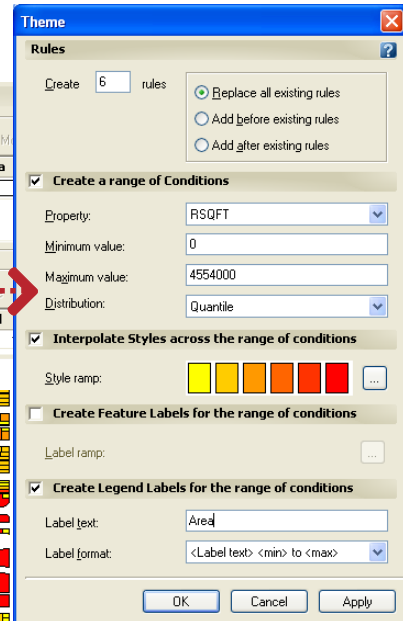 Theme
Rules
?
Create 6 rules
Replace all existing rules
Add before existing rules
Add after existing rules
Create a range of Conditions
Property: RSQFT
Minimum value: 0
Maximum value: 4554000
Distribution: Quantile
Interpolate Styles across the range of conditions
Style ramp: ...
Create Feature Labels for the range of conditions
Label ramp: ...
Create Legend Labels for the range of conditions
Label text: Area
Label format: <Label text> <min> to <max>
OK Cancel Apply